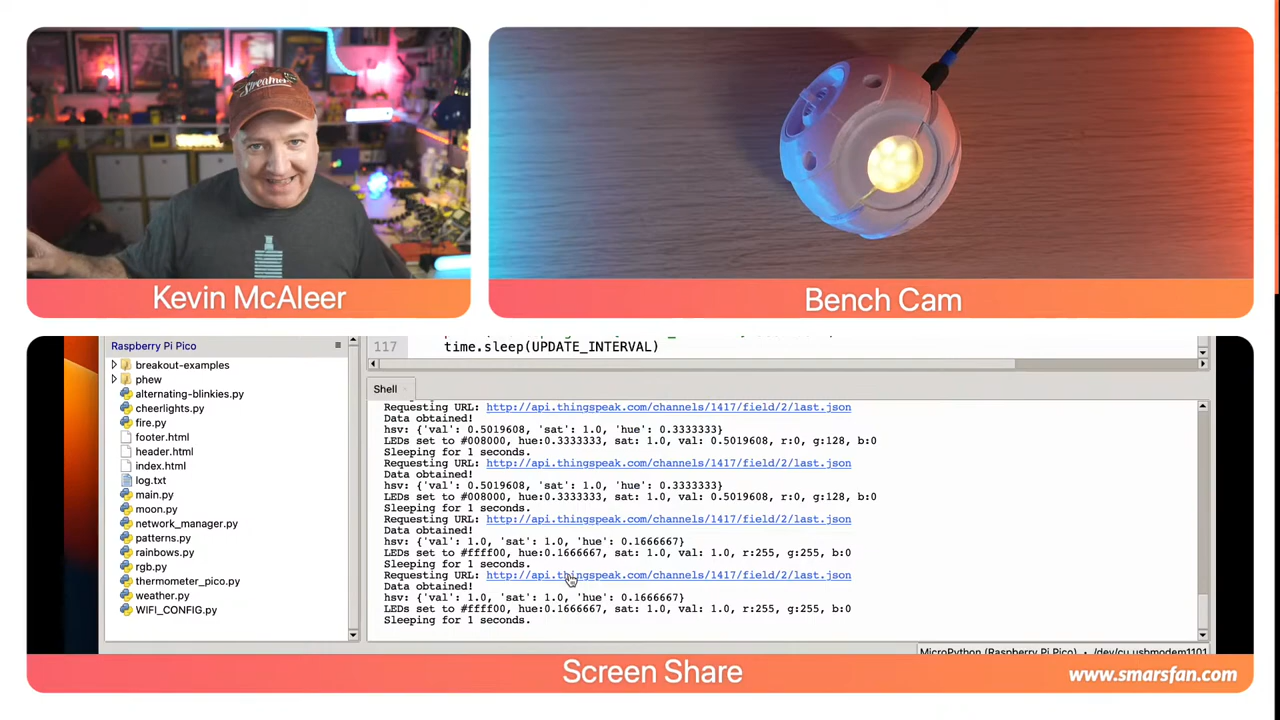 Streamer
Kevin McAleer
Bench Cam
Raspberry Pi Pico
breakout-examples
phew
alternating-blinkies.py
cheerlights.py
fire.py
footer.html
header.html
index.html
log.txt
main.py
moon.py
network_manager.py
patterns.py
rainbows.py
rgb.py
thermometer_pico.py
weather.py
WIFI_CONFIG.py
117 time.sleep(UPDATE_INTERVAL)
Shell
Requesting URL: http://api.thingspeak.com/channels/1417/field/2/last.json
Data obtained!
hsv: {'val': 0.5019608, 'sat': 1.0, 'hue': 0.3333333}
LEDs set to #008000, hue:0.3333333, sat: 1.0, val: 0.5019608, r:0, g:128, b:0
Sleeping for 1 seconds.
Requesting URL: http://api.thingspeak.com/channels/1417/field/2/last.json
Data obtained!
hsv: {'val': 0.5019608, 'sat': 1.0, 'hue': 0.3333333}
LEDs set to #008000, hue:0.3333333, sat: 1.0, val: 0.5019608, r:0, g:128, b:0
Sleeping for 1 seconds.
Requesting URL: http://api.thingspeak.com/channels/1417/field/2/last.json
Data obtained!
hsv: {'val': 1.0, 'sat': 1.0, 'hue': 0.1666667}
LEDs set to #ffff00, hue:0.1666667, sat: 1.0, val: 1.0, r:255, g:255, b:0
Sleeping for 1 seconds.
Requesting URL: http://api.thingspeak.com/channels/1417/field/2/last.json
Data obtained!
hsv: {'val': 1.0, 'sat': 1.0, 'hue': 0.1666667}
LEDs set to #ffff00, hue:0.1666667, sat: 1.0, val: 1.0, r:255, g:255, b:0
Sleeping for 1 seconds.
MicroPython (Raspberry Pi Pico) · /dev/cu.usbmodem1101
Screen Share
www.smarsfan.com